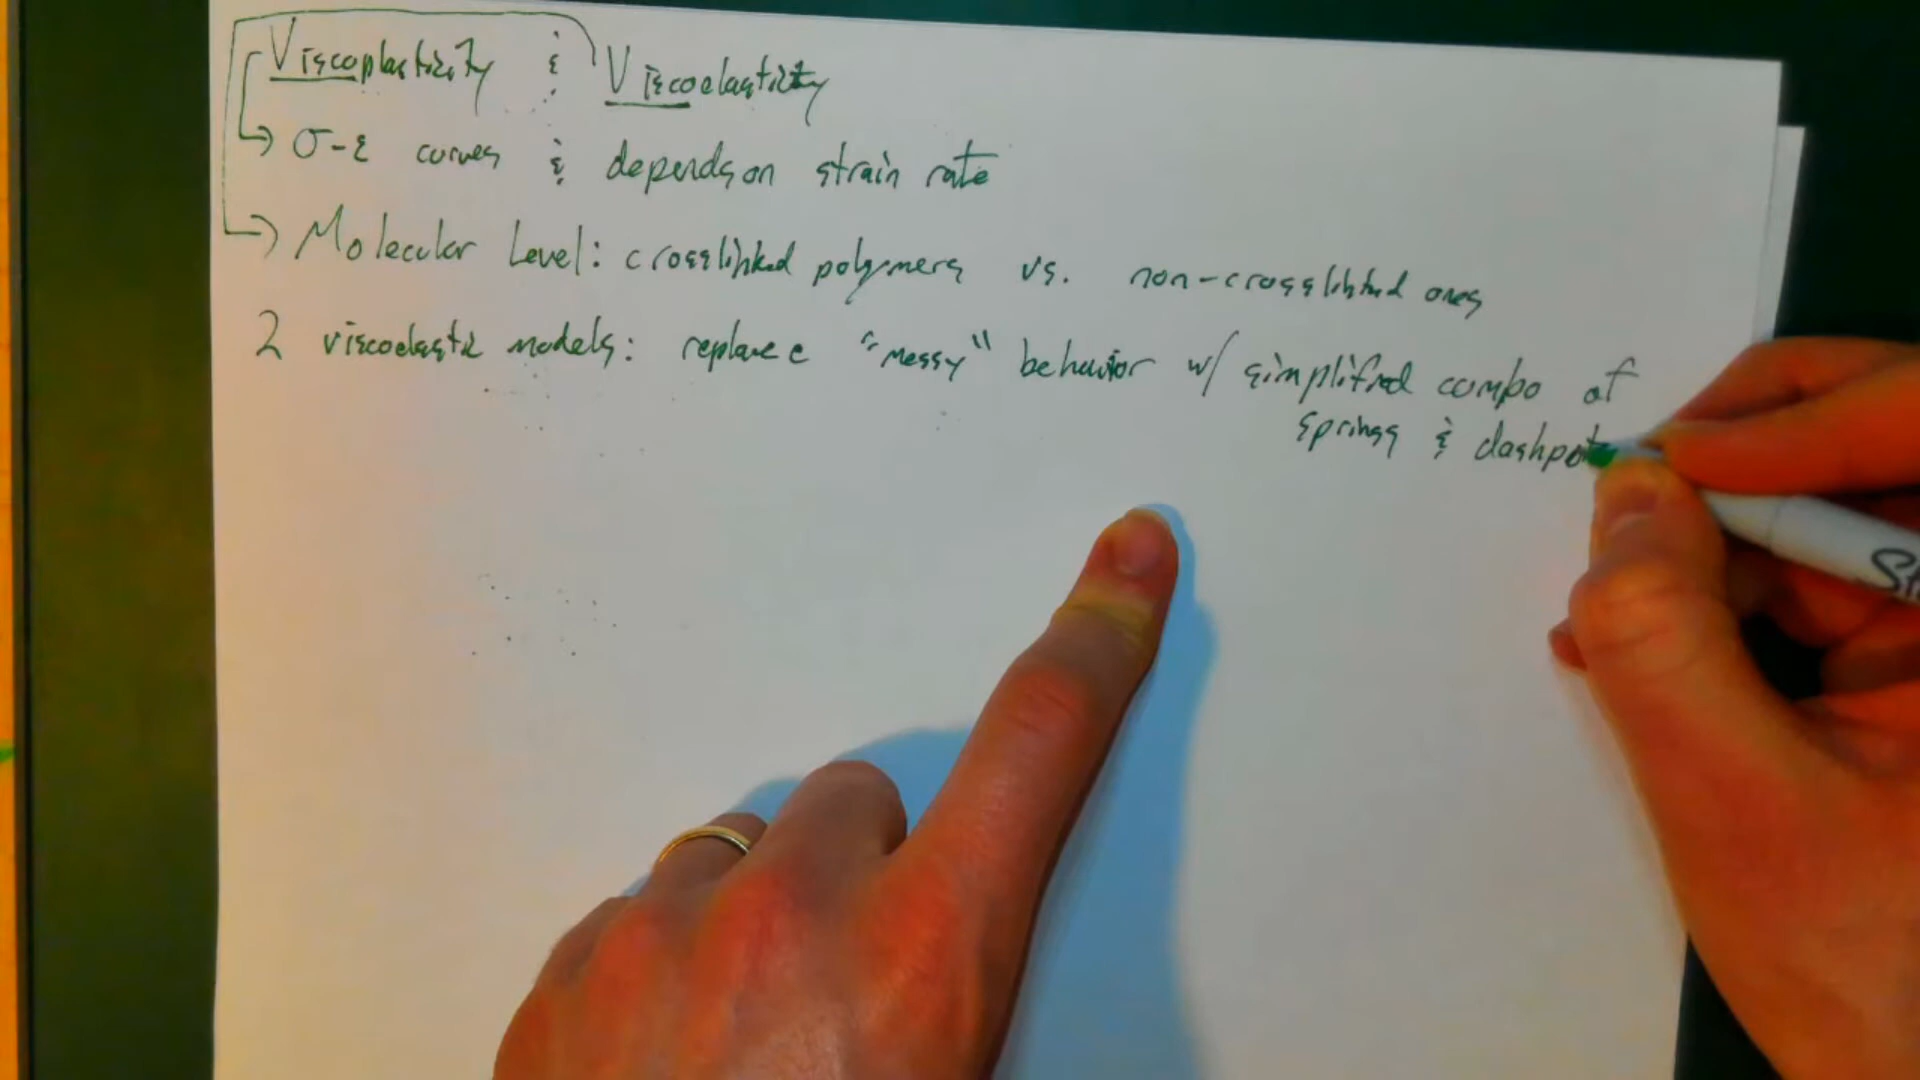 Viscoplasticity & Viscoelasticity
→ σ-ε curves & depends on strain rate
→ Molecular Level: crosslinked polymers vs. non-crosslinked ones
2 viscoelastic models: replace "messy" behavior w/ simplified combo of
springs & dashpot